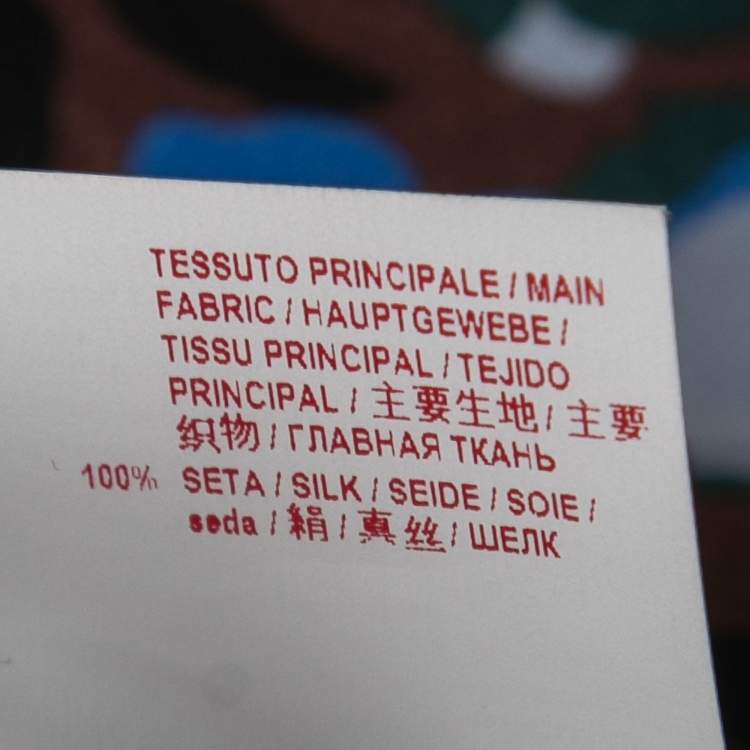 TESSUTO PRINCIPALE / MAIN
FABRIC / HAUPTGEWEBE /
TISSU PRINCIPAL / TEJIDO
PRINCIPAL / 主要生地 / 主要
织物 / ГЛАВНАЯ ТКАНЬ
100% SETA / SILK / SEIDE / SOIE /
seda / 絹 / 真丝 / ШЕЛК